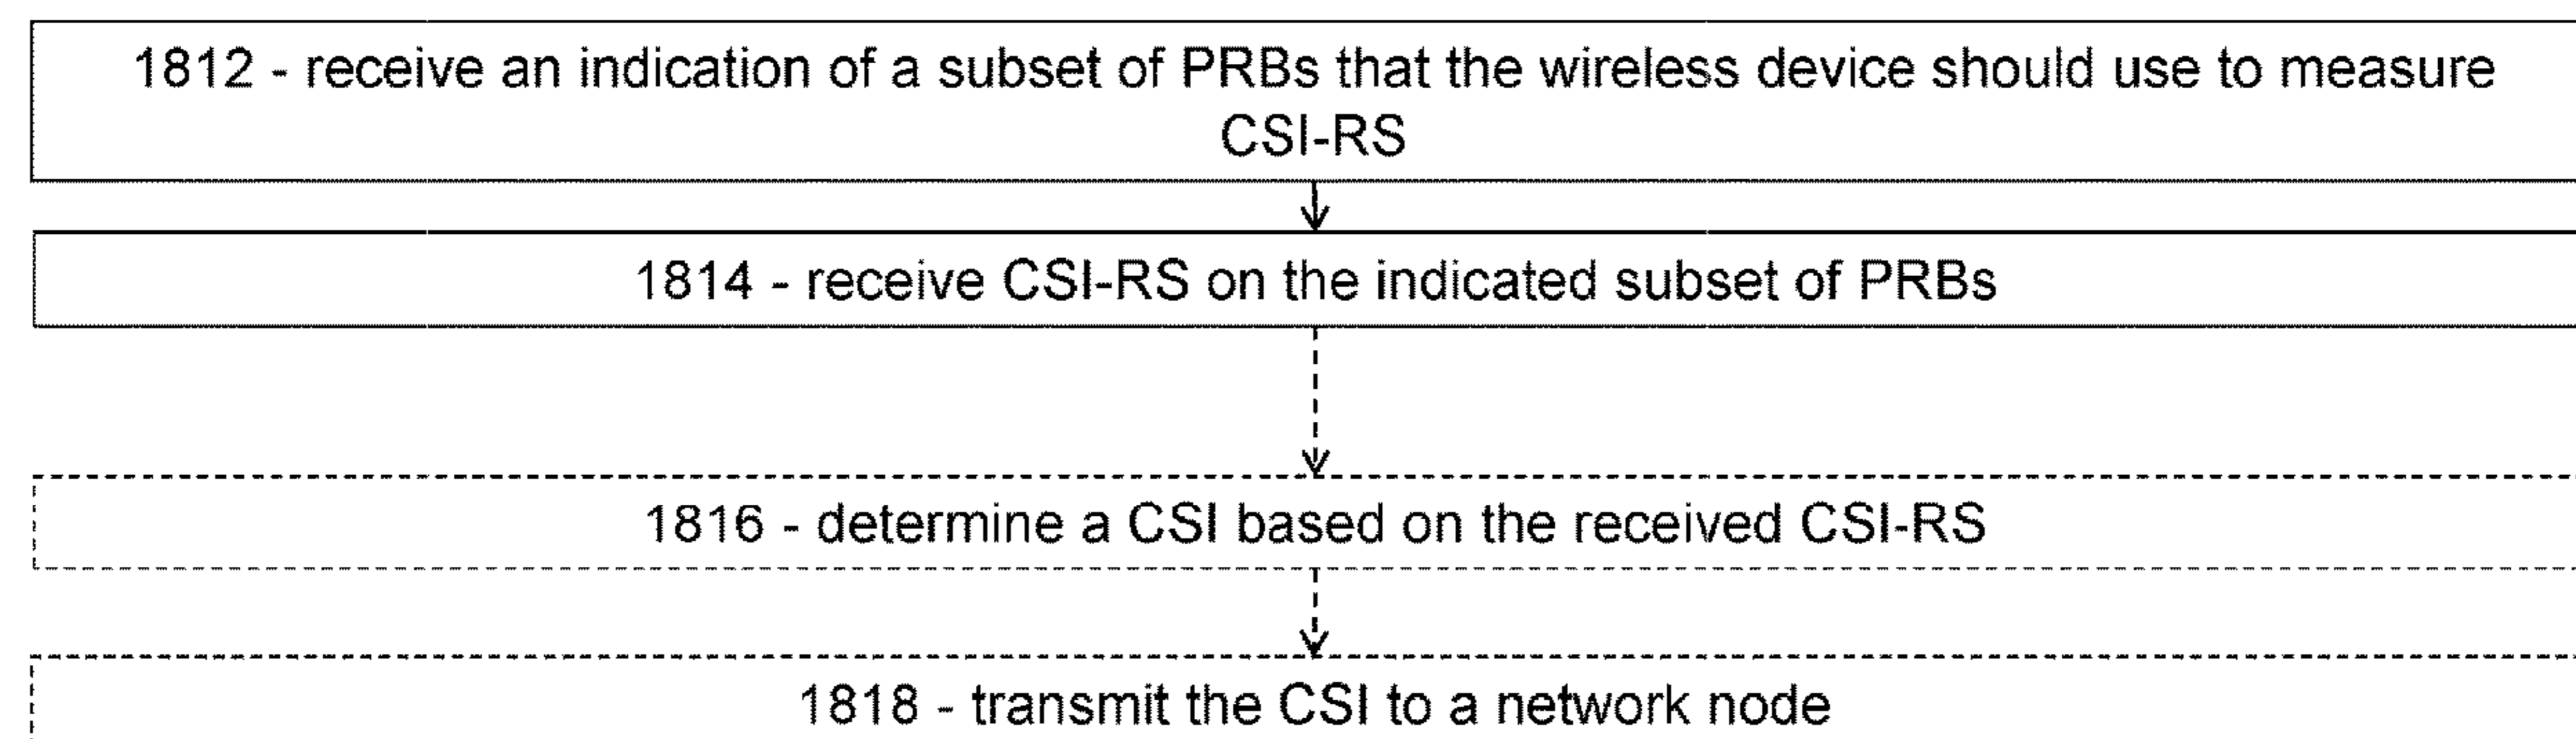 1812 - receive an indication of a subset of PRBs that the wireless device should use to measure
CSI-RS
1814 - receive CSI-RS on the indicated subset of PRBs
1816 - determine a CSI based on the received CSI-RS
1818 - transmit the CSI to a network node